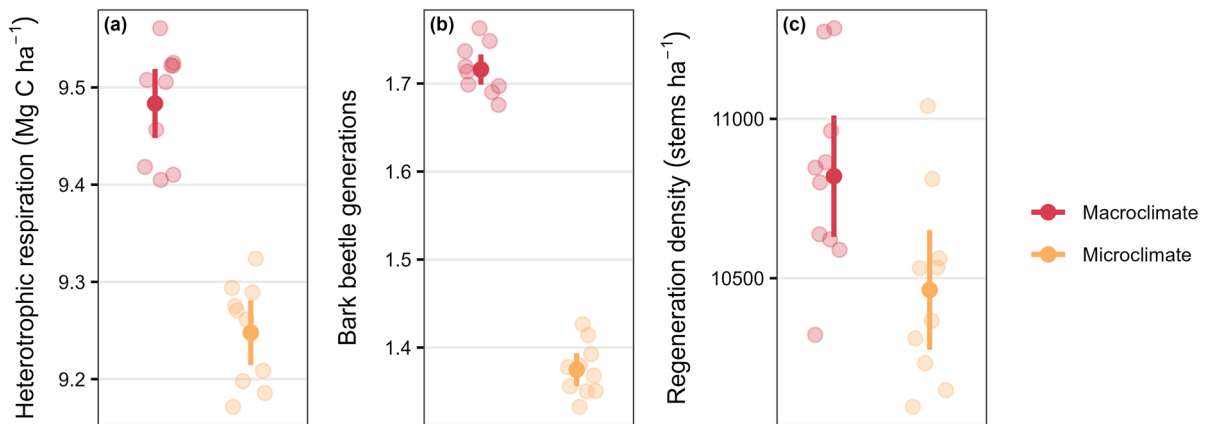 Heterotrophic respiration (Mg C ha⁻¹)
(a)
9.5
9.4
9.3
9.2
Bark beetle generations
(b)
1.7
1.6
1.5
1.4
Regeneration density (stems ha⁻¹)
(c)
11000
10500
Macroclimate
Microclimate